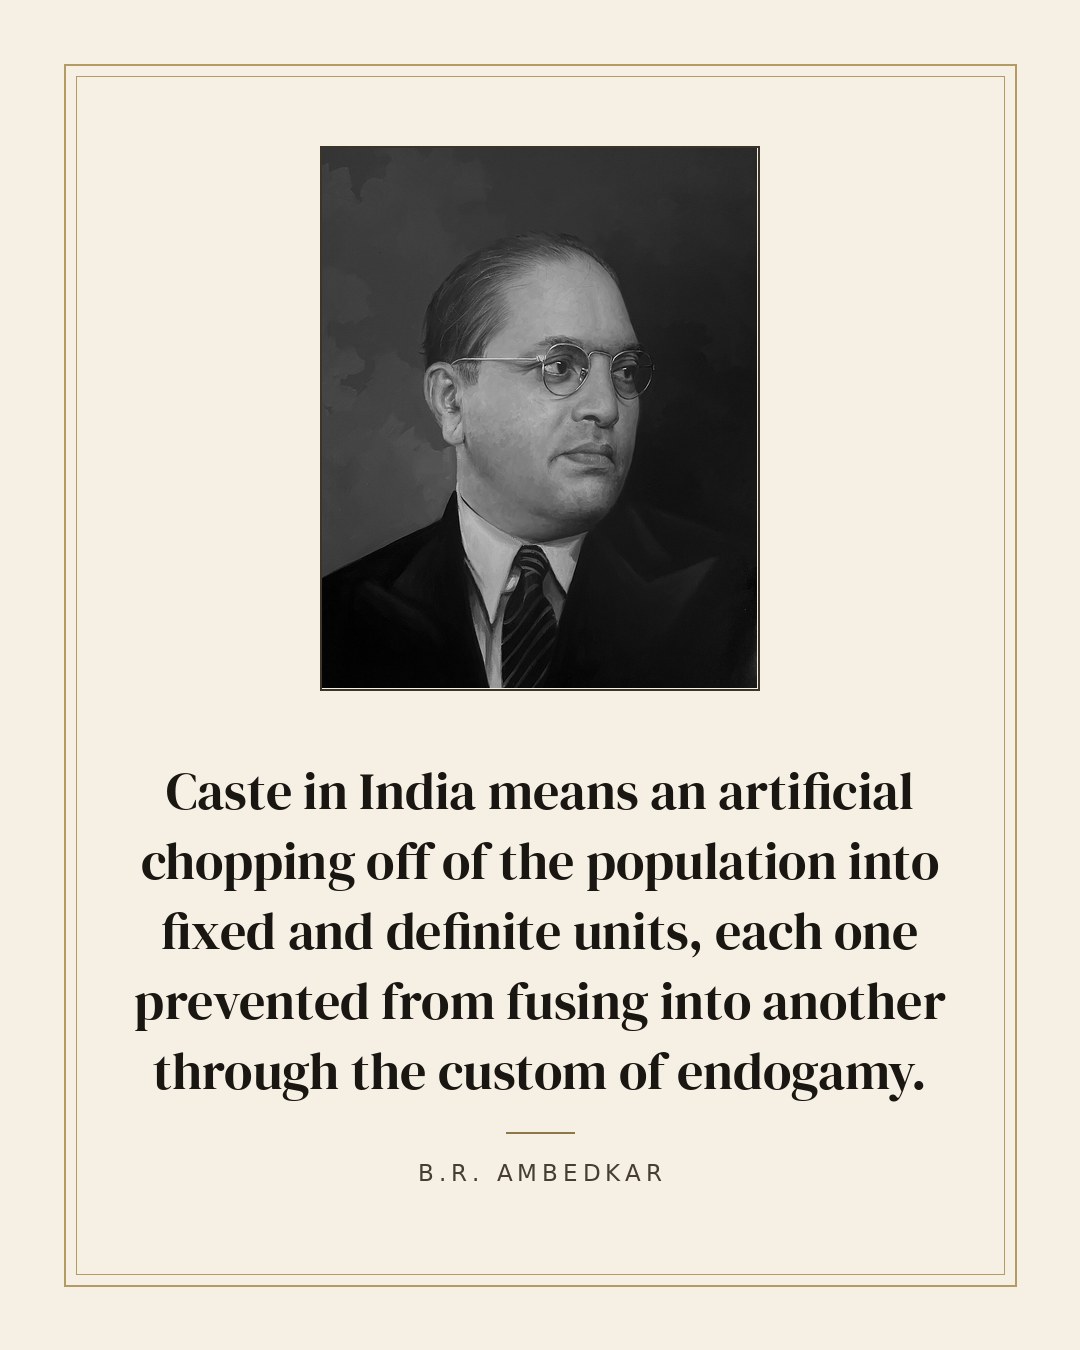 Caste in India means an artificial
chopping off of the population into
fixed and definite units, each one
prevented from fusing into another
through the custom of endogamy.
B.R. AMBEDKAR